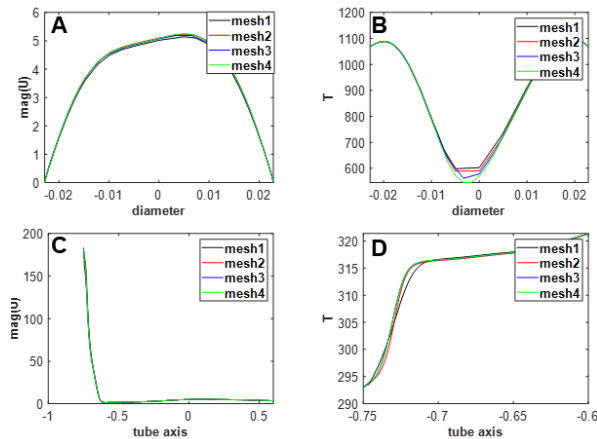 A
6
5
4
3
2
1
0
mag(U)
-0.02
-0.01
0
0.01
0.02
diameter
mesh1
mesh2
mesh3
mesh4
B
1200
1100
1000
900
800
700
600
T
-0.02
-0.01
0
0.01
0.02
diameter
mesh1
mesh2
mesh3
mesh4
C
200
150
100
50
0
mag(U)
-1
-0.5
0
0.5
tube axis
mesh1
mesh2
mesh3
mesh4
D
320
315
310
305
300
295
290
T
-0.75
-0.7
-0.65
-0.6
tube axis
mesh1
mesh2
mesh3
mesh4